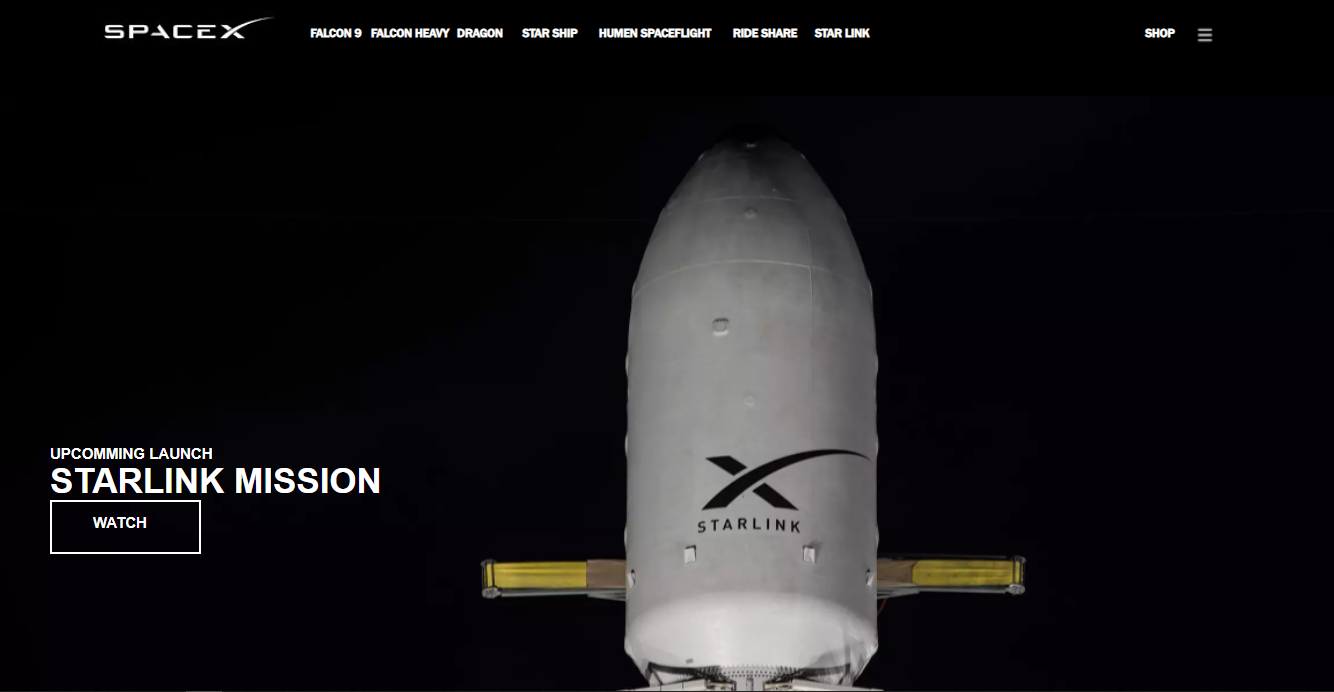 SPACEX FALCON 9 FALCON HEAVY DRAGON STAR SHIP HUMEN SPACEFLIGHT RIDE SHARE STAR LINK SHOP
UPCOMMING LAUNCH
STARLINK MISSION
WATCH
STARLINK